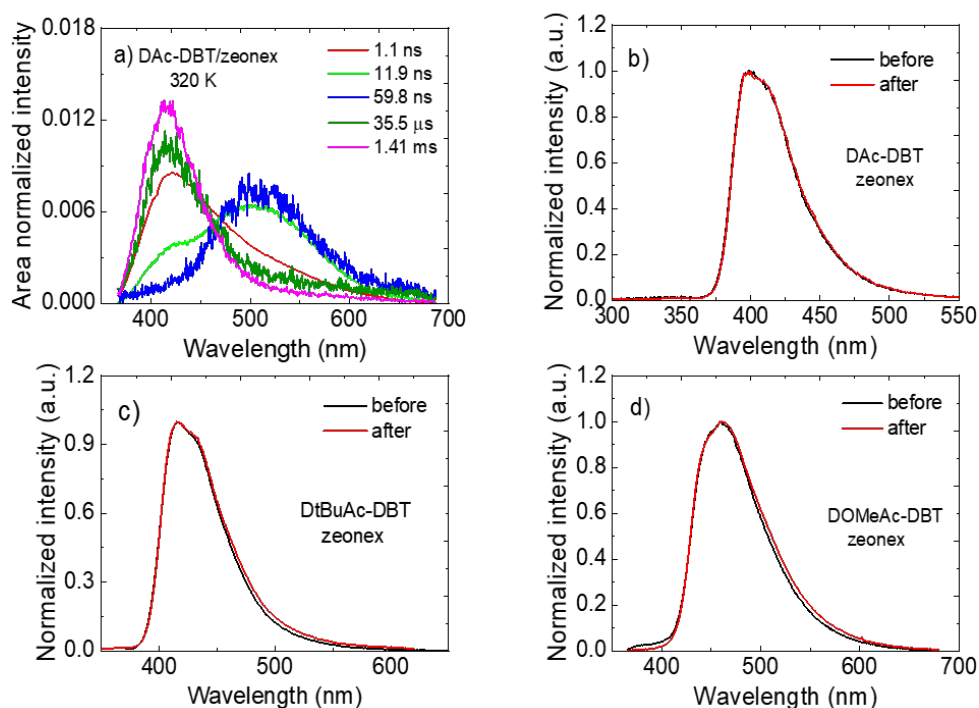 a) DAc-DBT/zeonex
320 K
1.1 ns
11.9 ns
59.8 ns
35.5 μs
1.41 ms
Area normalized intensity
0.018
0.012
0.006
0.000
400 500 600 700
Wavelength (nm)
b)
before
after
DAc-DBT
zeonex
Normalized intensity (a.u.)
1.2
1.0
0.8
0.6
0.4
0.2
0.0
300 350 400 450 500 550
Wavelength (nm)
c)
before
after
DtBuAc-DBT
zeonex
Normalized intensity (a.u.)
1.2
0.9
0.6
0.3
0.0
400 500 600
Wavelength (nm)
d)
before
after
DOMeAc-DBT
zeonex
Normalized intensity (a.u.)
1.2
1.0
0.8
0.6
0.4
0.2
0.0
400 500 600 700
Wavelength (nm)